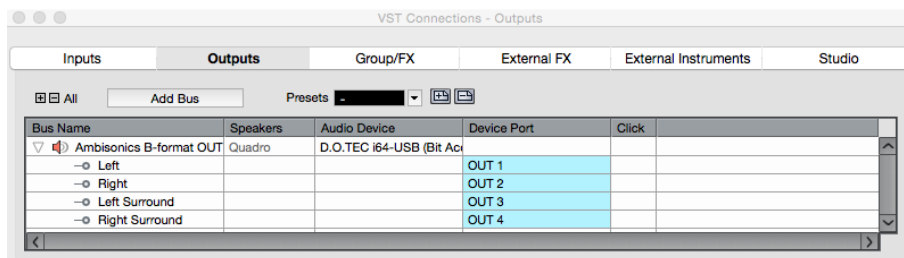 VST Connections - Outputs
Inputs Outputs Group/FX External FX External Instruments Studio
All Add Bus Presets -
Bus Name Speakers Audio Device Device Port Click
Ambisonics B-format OUT Quadro D.O.TEC i64-USB (Bit Acc
Left OUT 1
Right OUT 2
Left Surround OUT 3
Right Surround OUT 4